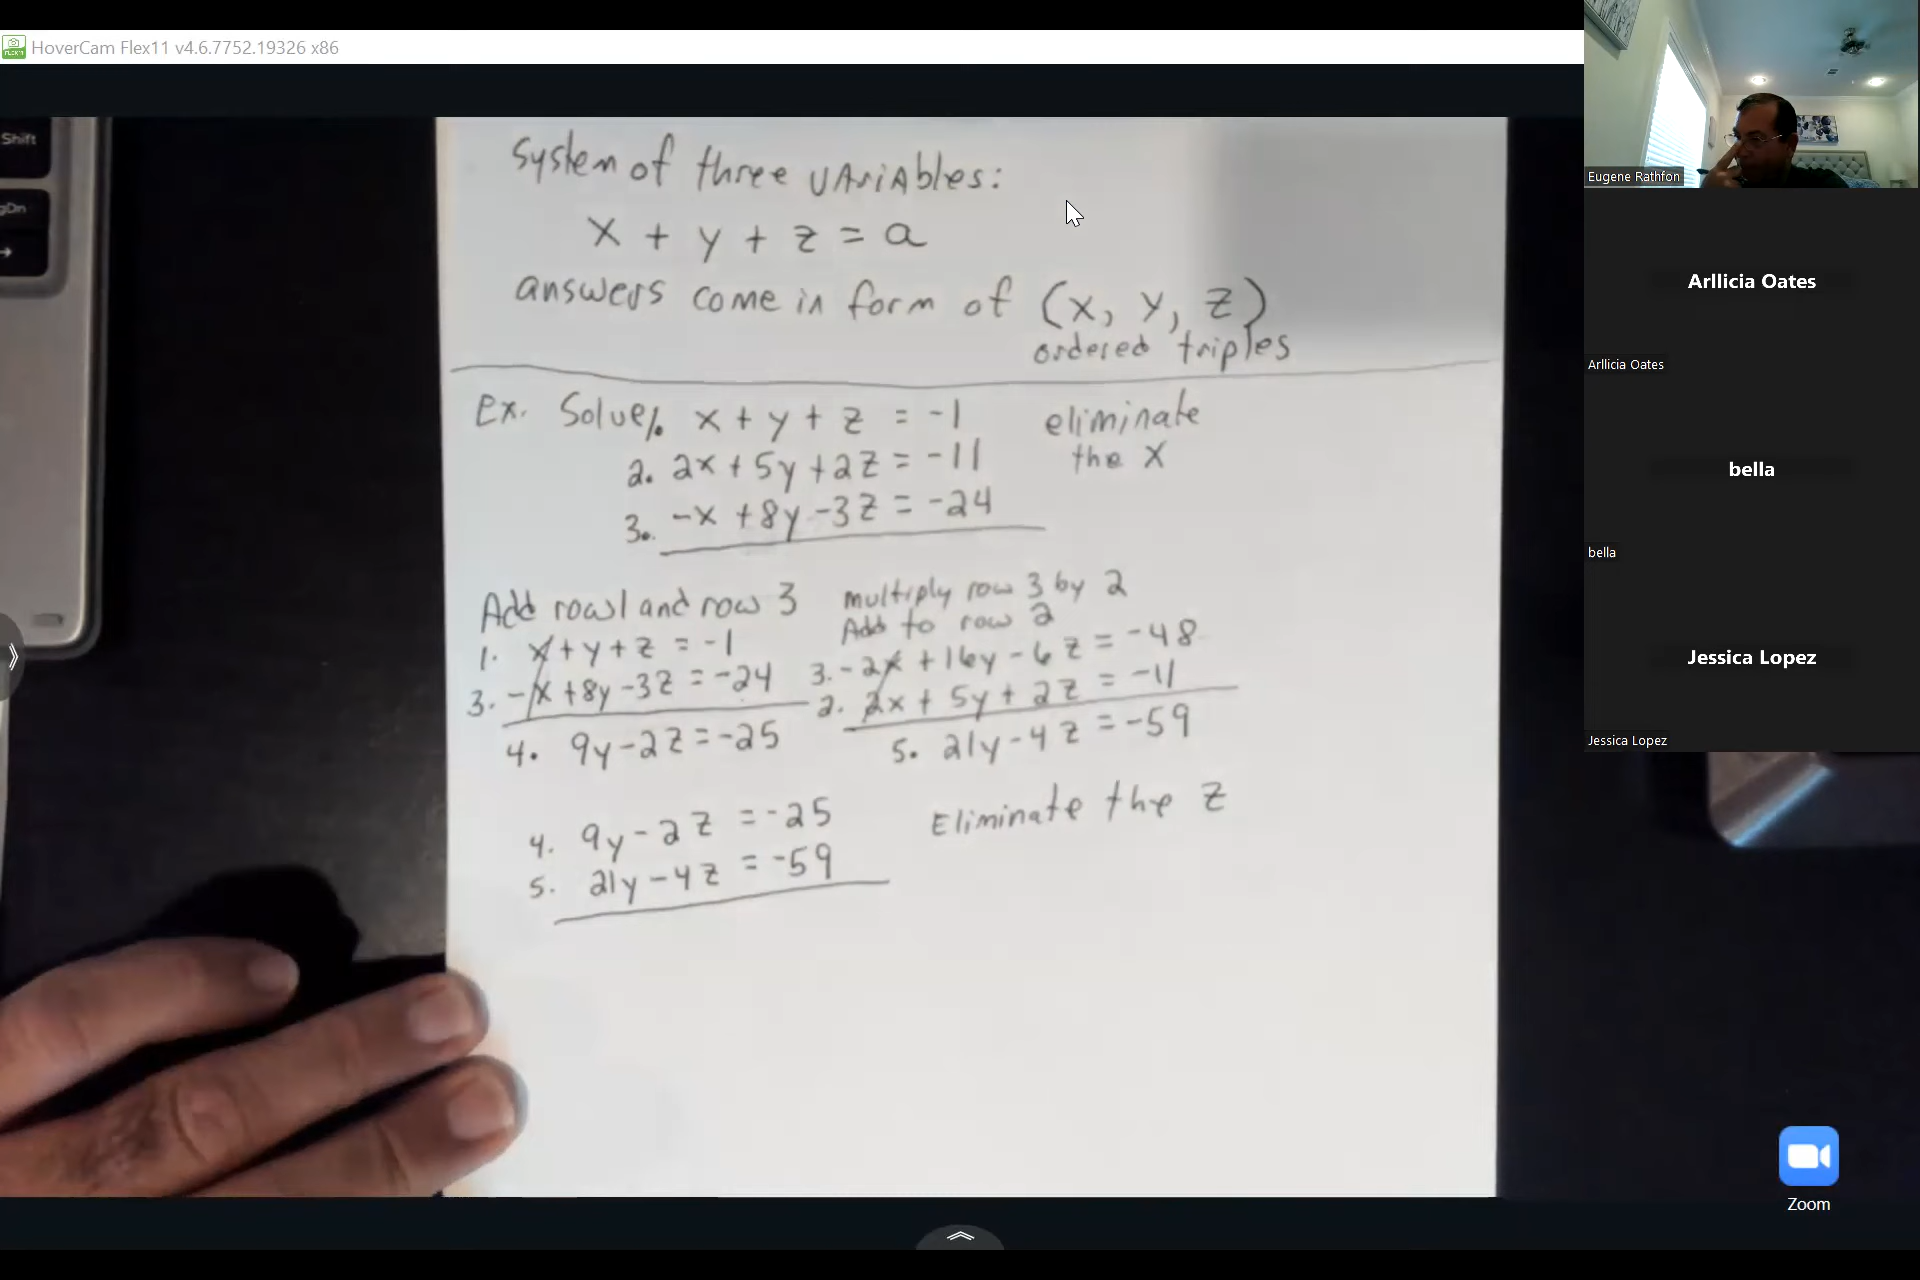 HoverCam Flex11 v4.6.7752.19326 x86
Shift
gDn
System of three variables:
x + y + z = a
answers come in form of (x, y, z)
ordered triples
Ex. Solve: x + y + z = -1 eliminate
2. 2x + 5y + 2z = -11 the x
3. -x + 8y - 3z = -24
Add row 1 and row 3 multiply row 3 by 2
Add to row 2
1. x + y + z = -1 3. -2x + 16y - 6z = -48
3. -x + 8y - 3z = -24 2. 2x + 5y + 2z = -11
4. 9y - 2z = -25 5. 21y - 4z = -59
4. 9y - 2z = -25 Eliminate the z
5. 21y - 4z = -59
Eugene Rathfon
Arllicia Oates
Arllicia Oates
bella
bella
Jessica Lopez
Jessica Lopez
Zoom